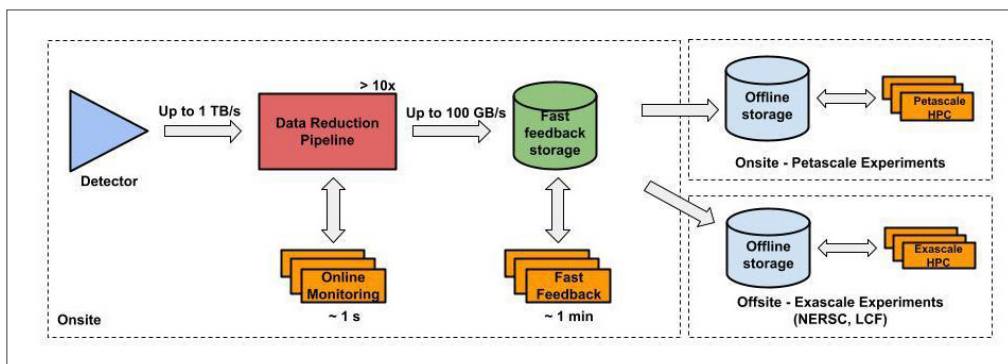 Detector
Up to 1 TB/s
> 10x
Data Reduction
Pipeline
Up to 100 GB/s
Fast
feedback
storage
Online
Monitoring
~ 1 s
Fast
Feedback
~ 1 min
Onsite
Offline
storage
Petascale
HPC
Onsite - Petascale Experiments
Offline
storage
Exascale
HPC
Offsite - Exascale Experiments
(NERSC, LCF)